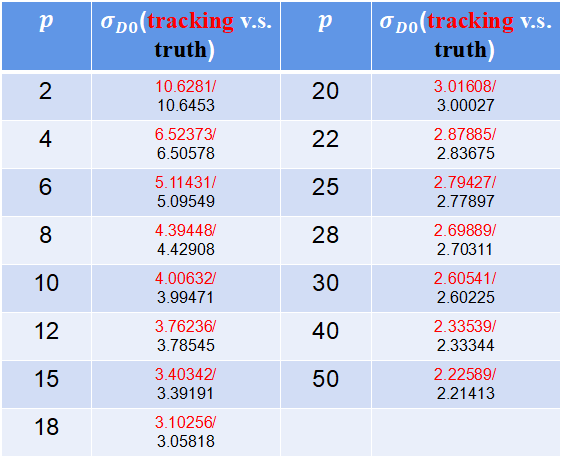 p σD0(tracking v.s. truth) p σD0(tracking v.s. truth)
2 10.6281/ 10.6453 20 3.01608/ 3.00027
4 6.52373/ 6.50578 22 2.87885/ 2.83675
6 5.11431/ 5.09549 25 2.79427/ 2.77897
8 4.39448/ 4.42908 28 2.69889/ 2.70311
10 4.00632/ 3.99471 30 2.60541/ 2.60225
12 3.76236/ 3.78545 40 2.33539/ 2.33344
15 3.40342/ 3.39191 50 2.22589/ 2.21413
18 3.10256/ 3.05818